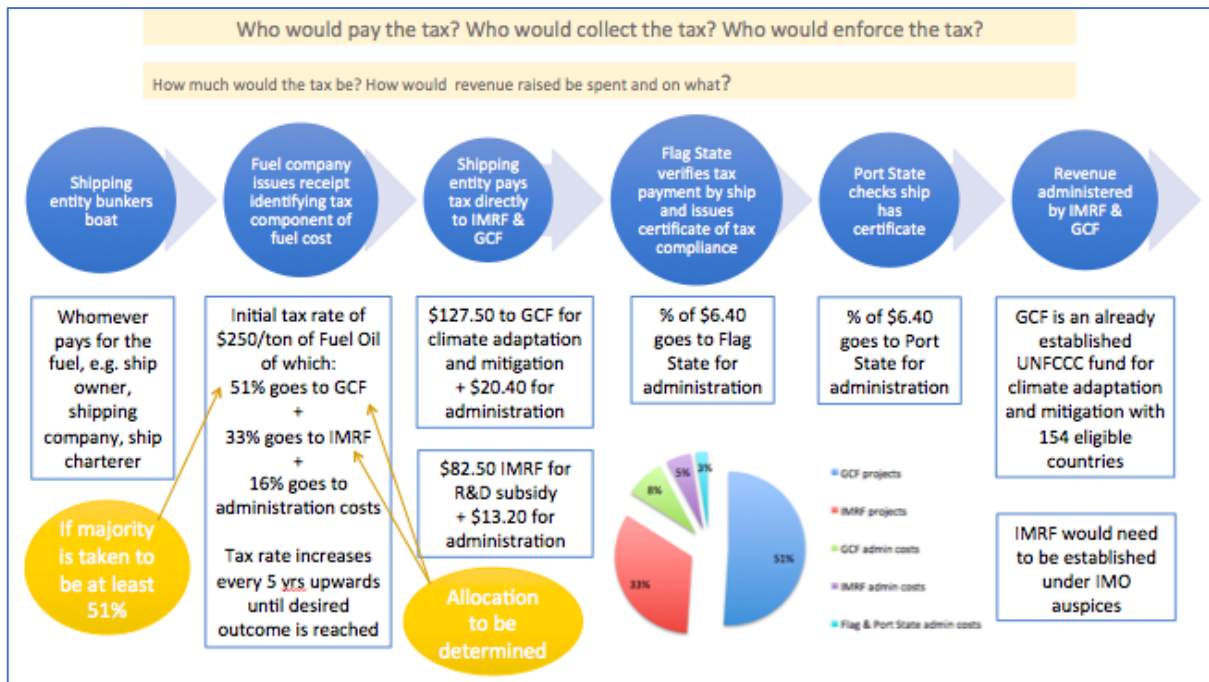 Who would pay the tax? Who would collect the tax? Who would enforce the tax?
How much would the tax be? How would revenue raised be spent and on what?
Shipping
entity bunkers
boat
Fuel company
issues receipt
identifying tax
component of
fuel cost
Shipping
entity pays
tax directly
to IMRF &
GCF
Flag State
verifies tax
payment by ship
and issues
certificate of tax
compliance
Port State
checks ship
has
certificate
Revenue
administered
by IMRF &
GCF
Whomever
pays for the
fuel, e.g. ship
owner,
shipping
company, ship
charterer
Initial tax rate of
$250/ton of Fuel Oil
of which:
51% goes to GCF
+
33% goes to IMRF
+
16% goes to
administration costs
Tax rate increases
every 5 yrs upwards
until desired
outcome is reached
$127.50 to GCF for
climate adaptation
and mitigation
+ $20.40 for
administration
$82.50 IMRF for
R&D subsidy
+ $13.20 for
administration
% of $6.40
goes to Flag
State for
administration
% of $6.40
goes to Port
State for
administration
GCF is an already
established
UNFCCC fund for
climate adaptation
and mitigation with
154 eligible
countries
IMRF would need
to be established
under IMO
auspices
If majority
is taken to
be at least
51%
Allocation
to be
determined
51%
33%
8%
5%
3%
GCF projects
IMRF projects
GCF admin costs
IMRF admin costs
Flag & Port State admin costs